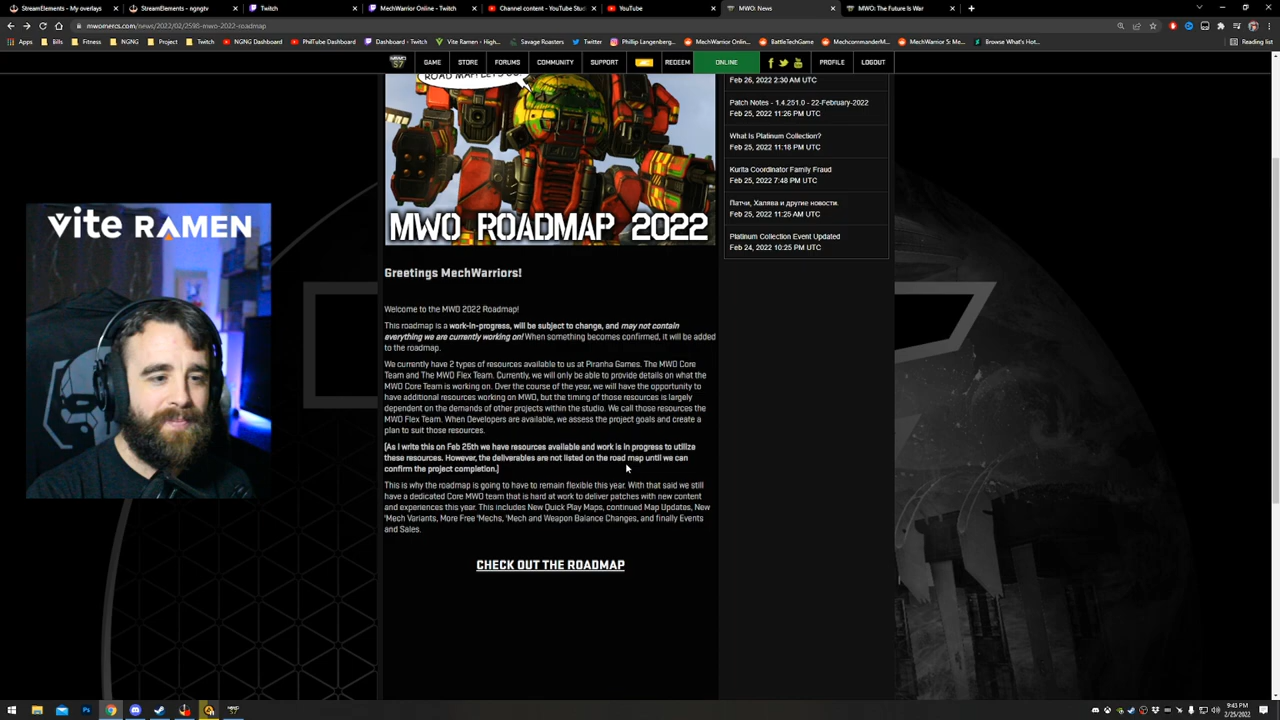 StreamElements - My overlays
StreamElements - ngngtv
Twitch
MechWarrior Online - Twitch
Channel content - YouTube Stud
YouTube
MWO: News
MWO: The Future Is War
mwomercs.com/news/2022/02/2598-mwo-2022-roadmap
Apps
Bills
Fitness
NGNG
Project
Twitch
NGNG Dashboard
PhilTube Dashboard
Dashboard - Twitch
Vite Ramen • High...
Savage Roasters
Twitter
Phillip Langenberg...
MechWarrior Onlin...
BattleTechGame
MechcommanderM...
MechWarrior 5: Me...
Browse What's Hot...
Reading list
GAME
STORE
FORUMS
COMMUNITY
SUPPORT
REDEEM
ONLINE
PROFILE
LOGOUT
MWO ROADMAP 2022
Greetings MechWarriors!
Welcome to the MWO 2022 Roadmap!
This roadmap is a work-in-progress, will be subject to change, and may not contain
everything we are currently working on! When something becomes confirmed, it will be added
to the roadmap.
We currently have 2 types of resources available to us at Piranha Games. The MWO Core
Team and The MWO Flex Team. Currently, we will only be able to provide details on what the
MWO Core Team is working on. Over the course of the year, we will have the opportunity to
have additional resources working on MWO, but the timing of those resources is largely
dependent on the demands of other projects within the studio. We call those resources the
MWO Flex Team. When Developers are available, we assess the project goals and create a
plan to suit those resources.
(As I write this on Feb 25th we have resources available and work is in progress to utilize
these resources. However, the deliverables are not listed on the road map until we can
confirm the project completion.)
This is why the roadmap is going to have to remain flexible this year. With that said we still
have a dedicated Core MWO team that is hard at work to deliver patches with new content
and experiences this year. This includes New Quick Play Maps, continued Map Updates, New
'Mech Variants, More Free 'Mechs, 'Mech and Weapon Balance Changes, and finally Events
and Sales.
CHECK OUT THE ROADMAP
Feb 26, 2022 2:30 AM UTC
Patch Notes - 1.4.251.0 - 22-February-2022
Feb 25, 2022 11:26 PM UTC
What Is Platinum Collection?
Feb 25, 2022 11:18 PM UTC
Kurita Coordinator Family Fraud
Feb 25, 2022 7:48 PM UTC
Патчи, Халява и другие новости.
Feb 25, 2022 11:25 AM UTC
Platinum Collection Event Updated
Feb 24, 2022 10:25 PM UTC
Vite RAMEN
9:43 PM
2/25/2022